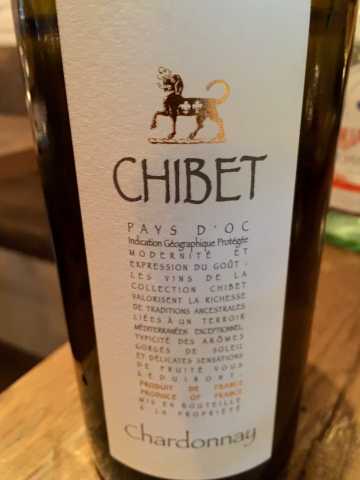 CHIBET
PAYS D'OC
Indication Géographique Protégée
MODERNITÉ ET
EXPRESSION DU GOÛT.
LES VINS DE LA
COLLECTION CHIBET
VALORISENT LA RICHESSE
DE TRADITIONS ANCESTRALES
LIÉES À UN TERROIR
MÉDITERRANÉEN EXCEPTIONNEL.
TYPICITÉ DES ARÔMES
GORGÉS DE SOLEIL
ET DÉLICATES SENSATIONS
DE FRUITÉ VOUS
SÉDUIRONT.
PRODUIT DE FRANCE
PRODUCE OF FRANCE
MIS EN BOUTEILLE
À LA PROPRIÉTÉ
Chardonnay